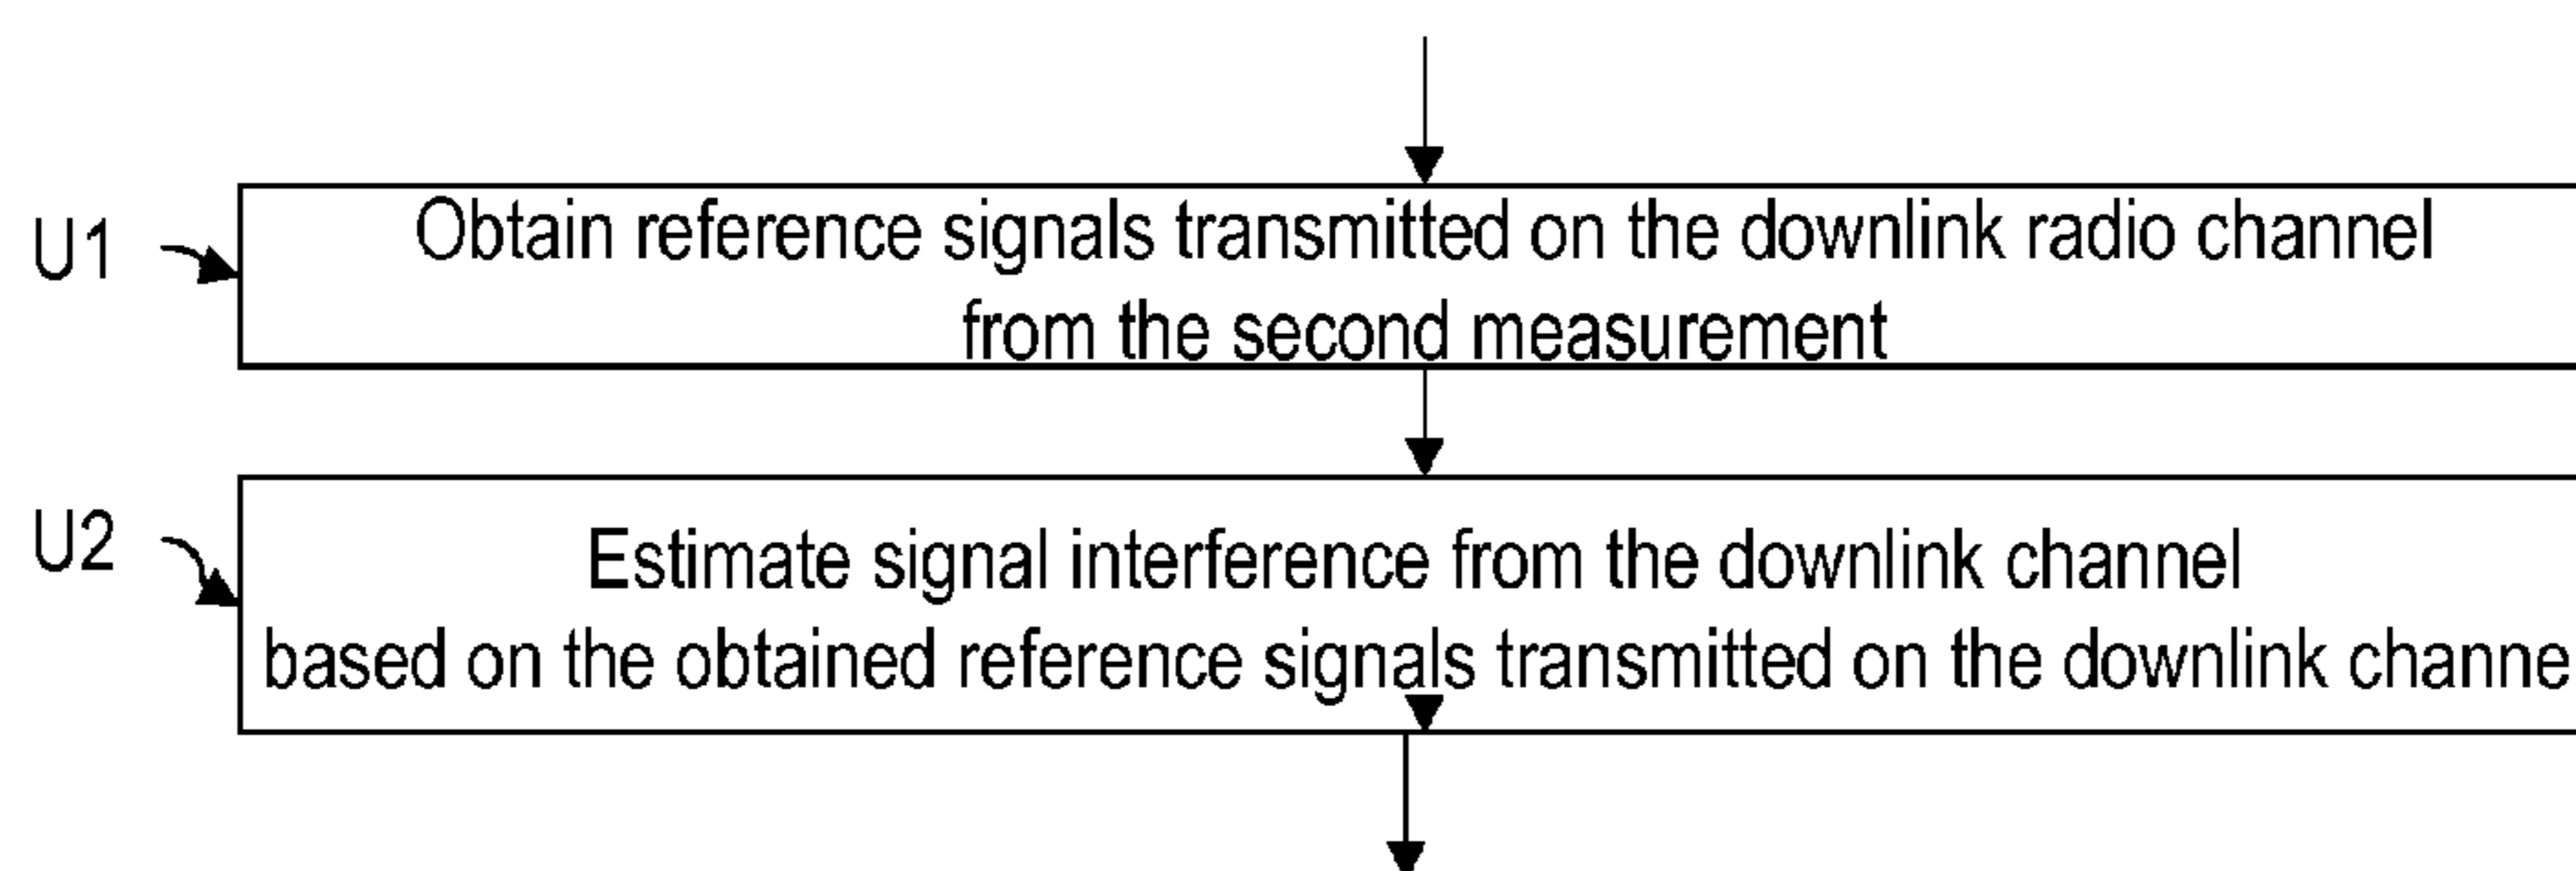 U1
Obtain reference signals transmitted on the downlink radio channel
from the second measurement
U2
Estimate signal interference from the downlink channel
based on the obtained reference signals transmitted on the downlink channe